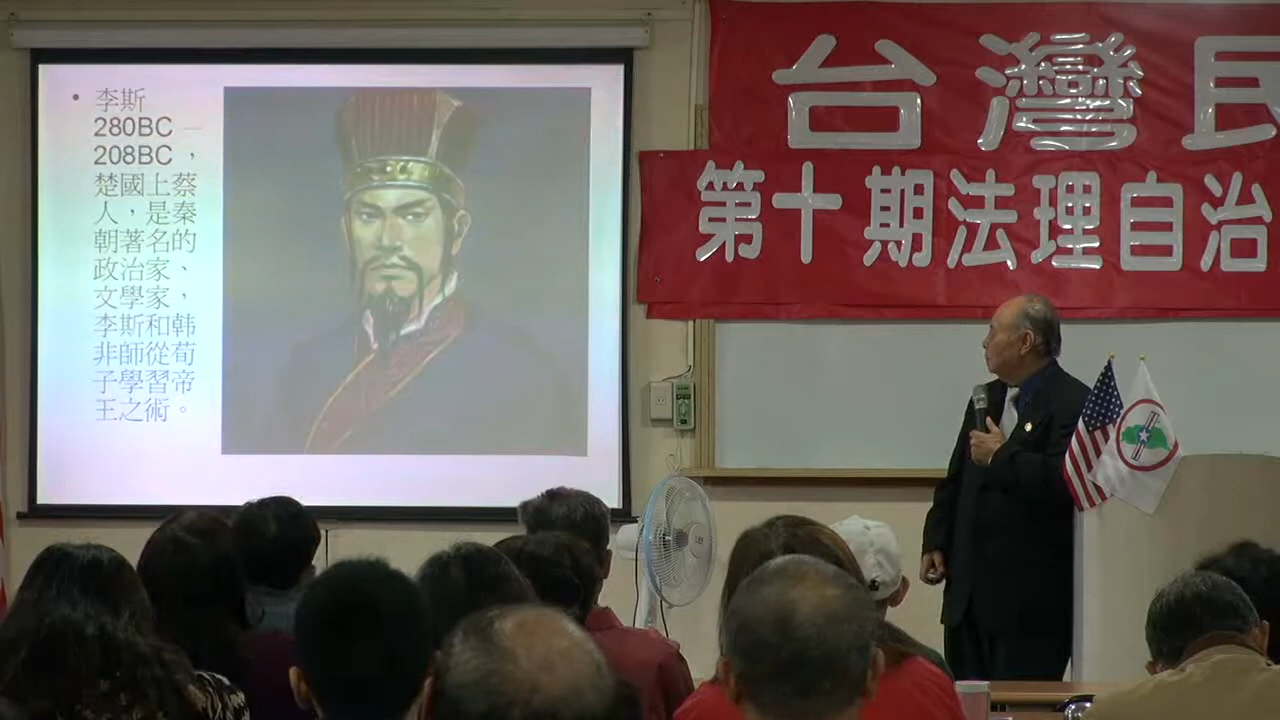 李斯
280BC –
208BC，
楚國上蔡
人，是秦
朝著名的
政治家、
文學家，
李斯和韩
非師從荀
子學習帝
王之術。
台灣民
第十期法理自治